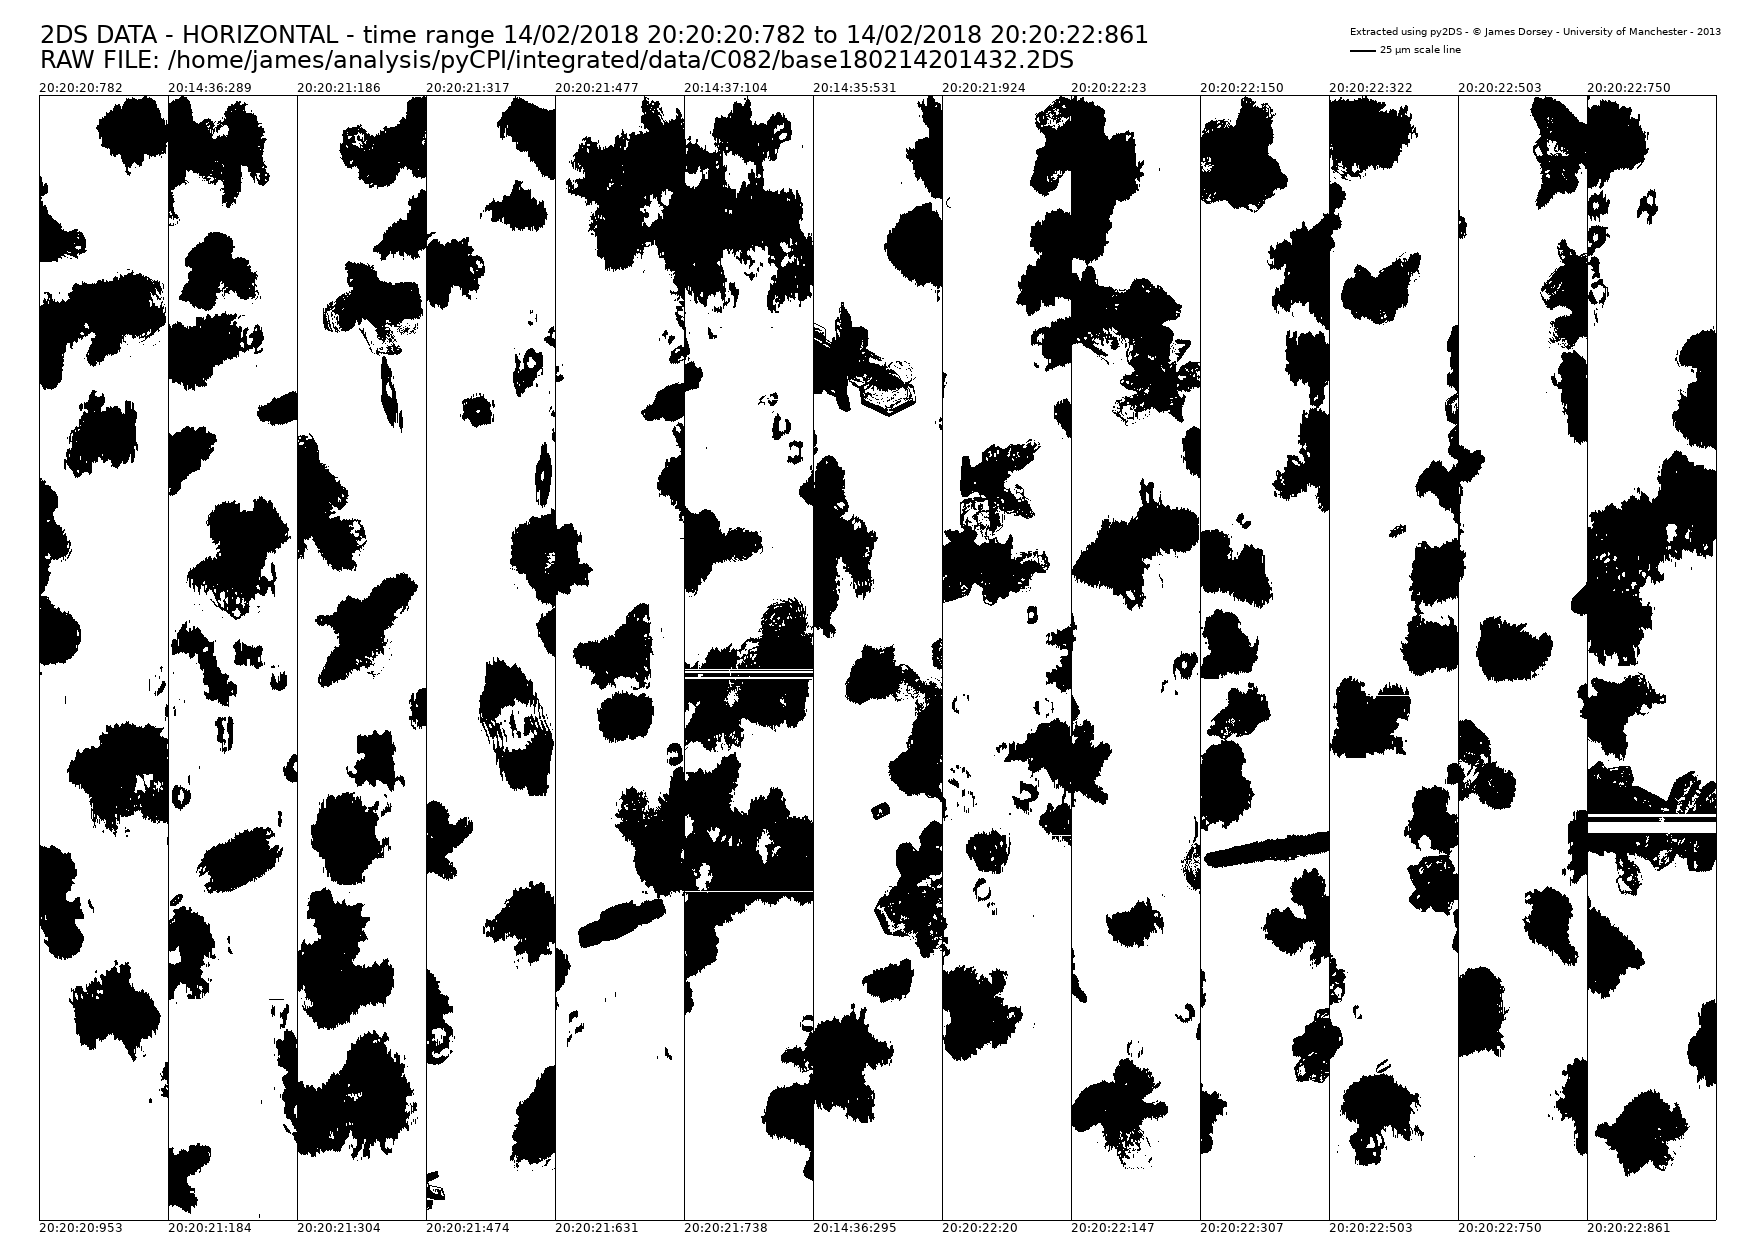 2DS DATA - HORIZONTAL - time range 14/02/2018 20:20:20:782 to 14/02/2018 20:20:22:861
RAW FILE: /home/james/analysis/pyCPI/integrated/data/C082/base180214201432.2DS
Extracted using py2DS - © James Dorsey - University of Manchester - 2013
25 µm scale line
20:20:20:782 20:14:36:289 20:20:21:186 20:20:21:317 20:20:21:477 20:14:37:104 20:14:35:531 20:20:21:924 20:20:22:23 20:20:22:150 20:20:22:322 20:20:22:503 20:20:22:750
20:20:20:953 20:20:21:184 20:20:21:304 20:20:21:474 20:20:21:631 20:20:21:738 20:14:36:295 20:20:22:20 20:20:22:147 20:20:22:307 20:20:22:503 20:20:22:750 20:20:22:861